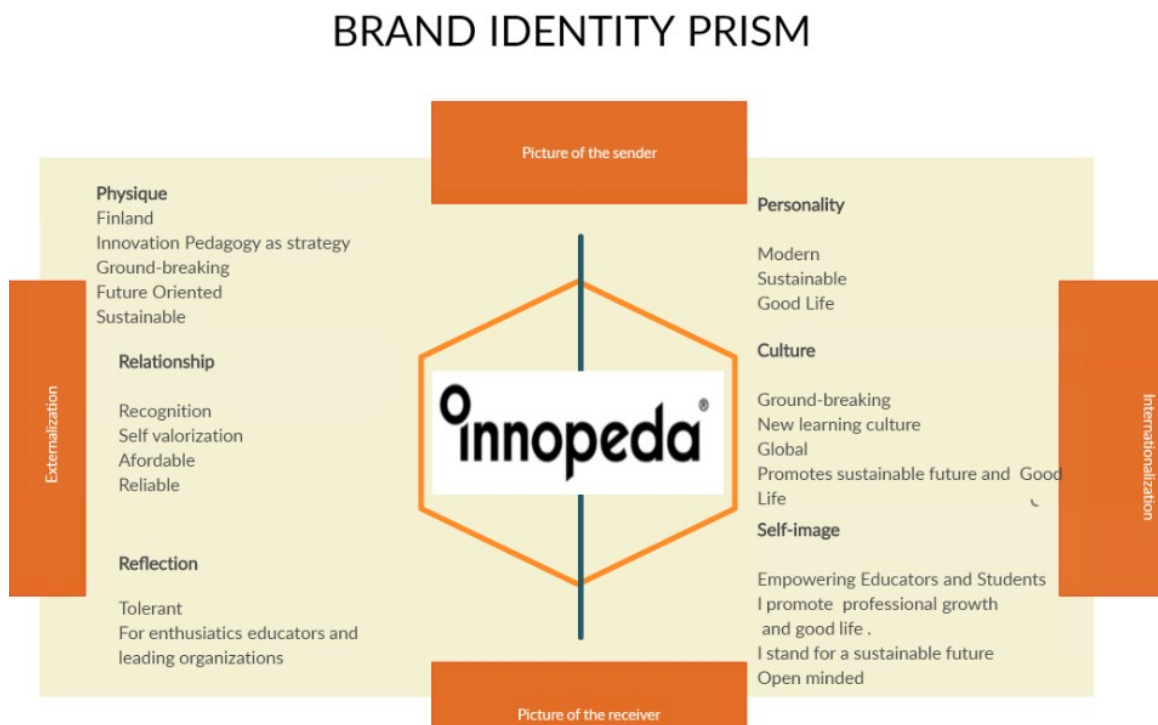 BRAND IDENTITY PRISM
Picture of the sender
Physique
Finland
Innovation Pedagogy as strategy
Ground-breaking
Future Oriented
Sustainable
Relationship
Recognition
Self valorization
Afordable
Reliable
Reflection
Tolerant
For enthusiatics educators and
leading organizations
Externalization
innopeda®
Personality
Modern
Sustainable
Good Life
Culture
Ground-breaking
New learning culture
Global
Promotes sustainable future and Good
Life
Self-image
Empowering Educators and Students
I promote professional growth
and good life .
I stand for a sustainable future
Open minded
Internationalization
Picture of the receiver